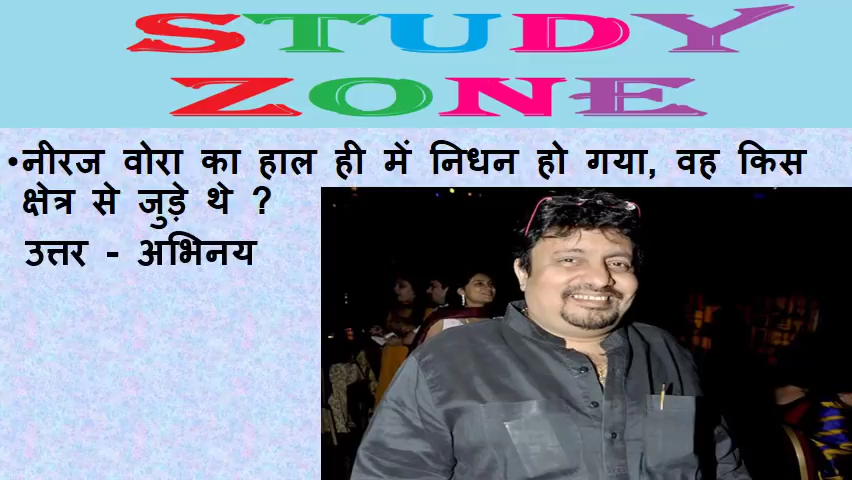 STUDY
ZONE
•नीरज वोरा का हाल ही में निधन हो गया, वह किस
क्षेत्र से जुड़े थे ?
उत्तर - अभिनय